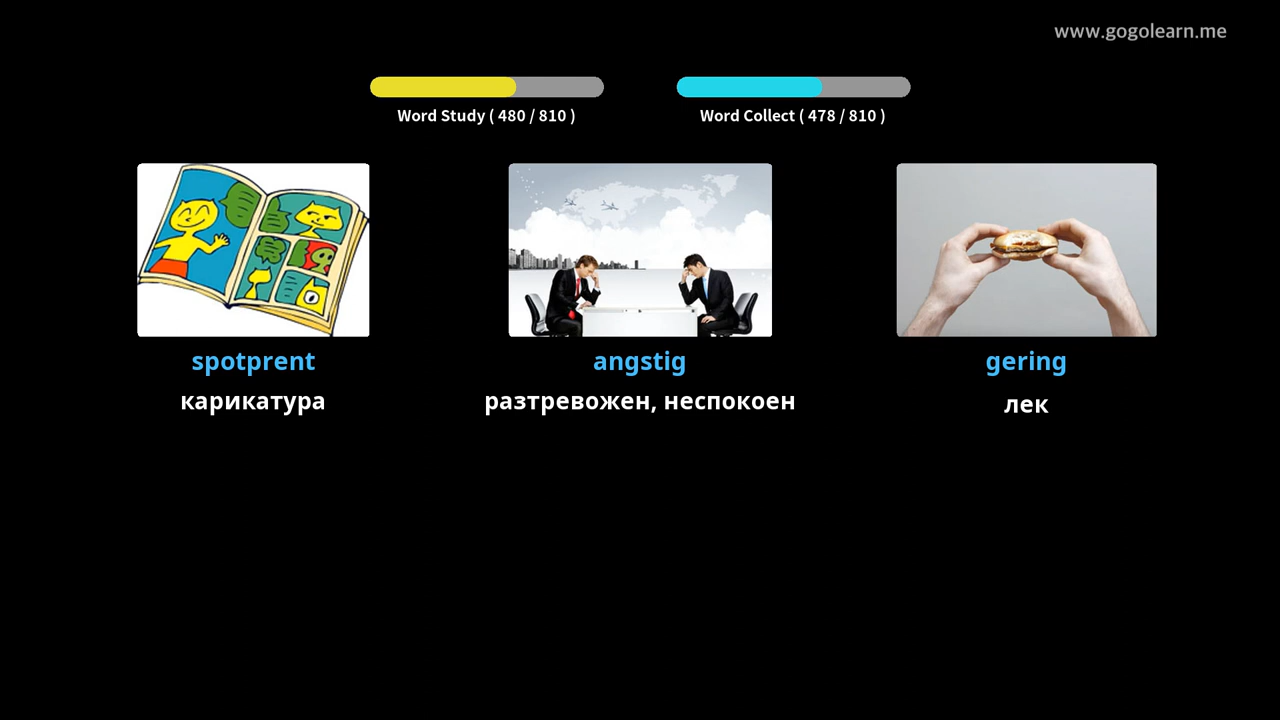 www.gogolearn.me
Word Study ( 480 / 810 )
Word Collect ( 478 / 810 )
spotprent
angstig
gering
карикатура
разтревожен, неспокоен
лек